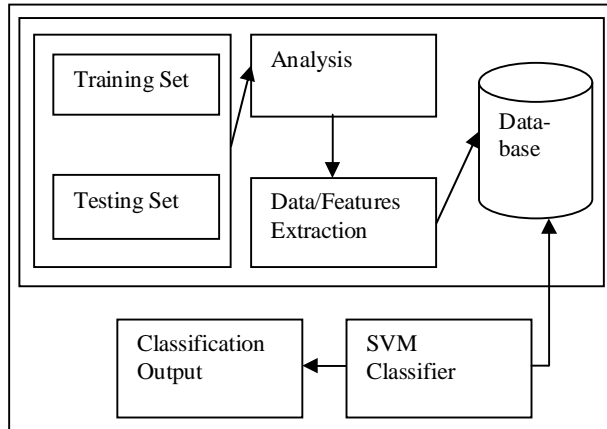 Training Set
Testing Set
Analysis
Data/Features
Extraction
Data-
base
Classification
Output
SVM
Classifier